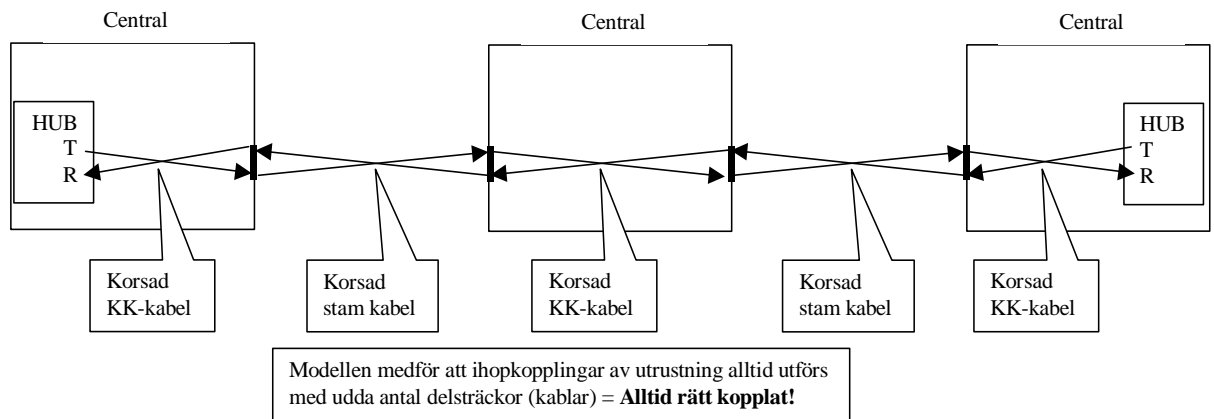 Central
Central
Central
HUB
T
R
HUB
T
R
Korsad
KK-kabel
Korsad
stam kabel
Korsad
KK-kabel
Korsad
stam kabel
Korsad
KK-kabel
Modellen medför att ihopkopplingar av utrustning alltid utförs
med udda antal delsträckor (kablar) = Alltid rätt kopplat!